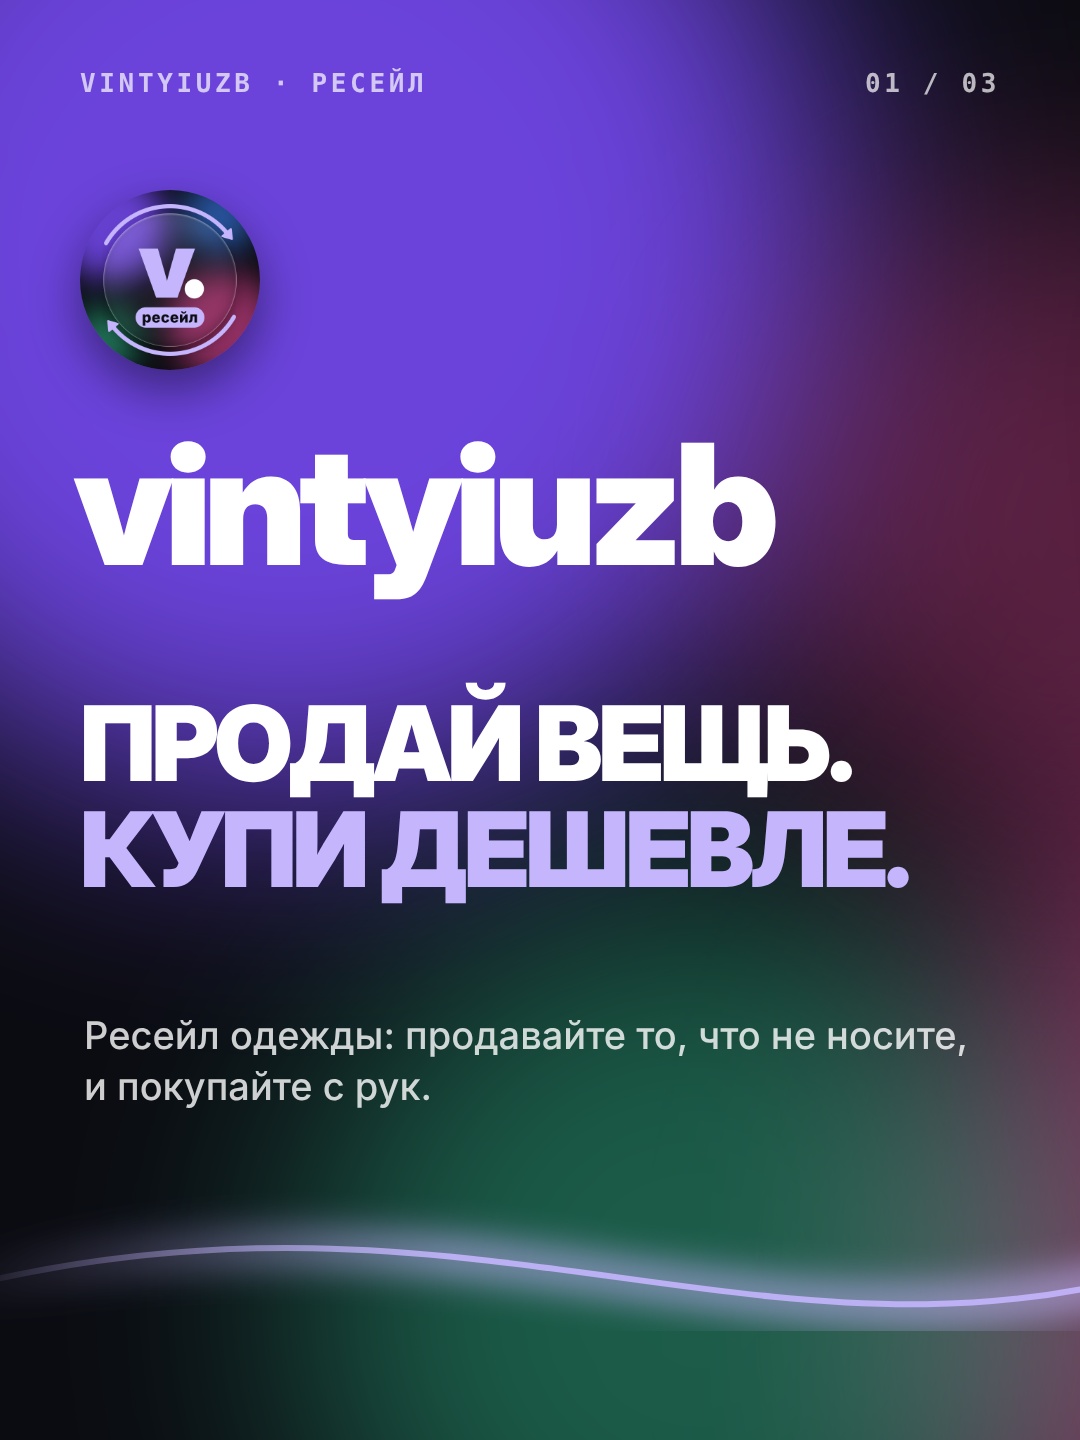 VINTYIUZB · РЕСЕЙЛ
01 / 03
v.
ресейл
vintyiuzb
ПРОДАЙ ВЕЩЬ.
КУПИ ДЕШЕВЛЕ.
Ресейл одежды: продавайте то, что не носите,
и покупайте с рук.